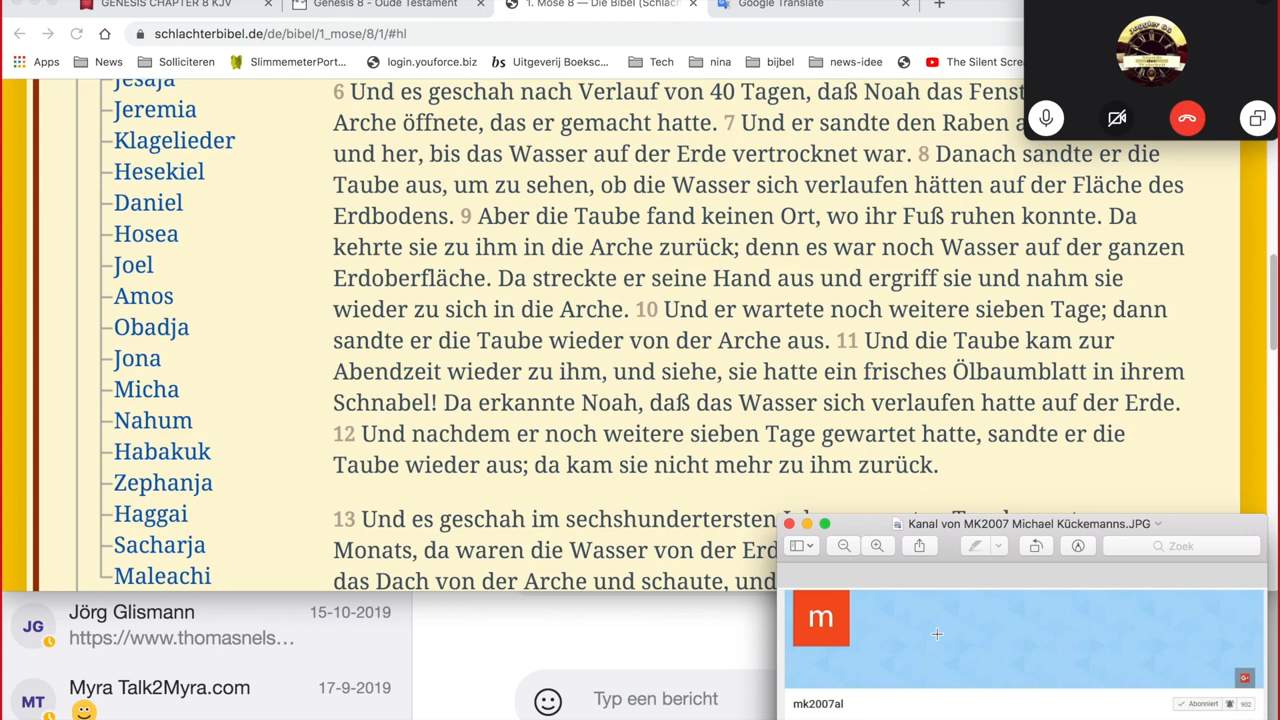 GENESIS CHAPTER 8 KJV
Genesis 8 - Oude Testament
1. Mose 8 — Die Bibel (Schlach
Google Translate
schlachterbibel.de/de/bibel/1_mose/8/1/#hl
Apps
News
Solliciteren
SlimmemeterPort...
login.youforce.biz
Uitgeverij Boeksc...
Tech
nina
bijbel
news-idee
The Silent Screa
Jesaja
Jeremia
Klagelieder
Hesekiel
Daniel
Hosea
Joel
Amos
Obadja
Jona
Micha
Nahum
Habakuk
Zephanja
Haggai
Sacharja
Maleachi
6 Und es geschah nach Verlauf von 40 Tagen, daß Noah das Fenst
Arche öffnete, das er gemacht hatte. 7 Und er sandte den Raben a
und her, bis das Wasser auf der Erde vertrocknet war. 8 Danach sandte er die
Taube aus, um zu sehen, ob die Wasser sich verlaufen hätten auf der Fläche des
Erdbodens. 9 Aber die Taube fand keinen Ort, wo ihr Fuß ruhen konnte. Da
kehrte sie zu ihm in die Arche zurück; denn es war noch Wasser auf der ganzen
Erdoberfläche. Da streckte er seine Hand aus und ergriff sie und nahm sie
wieder zu sich in die Arche. 10 Und er wartete noch weitere sieben Tage; dann
sandte er die Taube wieder von der Arche aus. 11 Und die Taube kam zur
Abendzeit wieder zu ihm, und siehe, sie hatte ein frisches Ölbaumblatt in ihrem
Schnabel! Da erkannte Noah, daß das Wasser sich verlaufen hatte auf der Erde.
12 Und nachdem er noch weitere sieben Tage gewartet hatte, sandte er die
Taube wieder aus; da kam sie nicht mehr zu ihm zurück.
13 Und es geschah im sechshundertersten
Monats, da waren die Wasser von der Erd
das Dach von der Arche und schaute, und
JG
Jörg Glismann
15-10-2019
https://www.thomasnels...
MT
Myra Talk2Myra.com
17-9-2019
Typ een bericht
Kanal von MK2007 Michael Kückemanns.JPG
Zoek
m
mk2007al
Abonniert
902